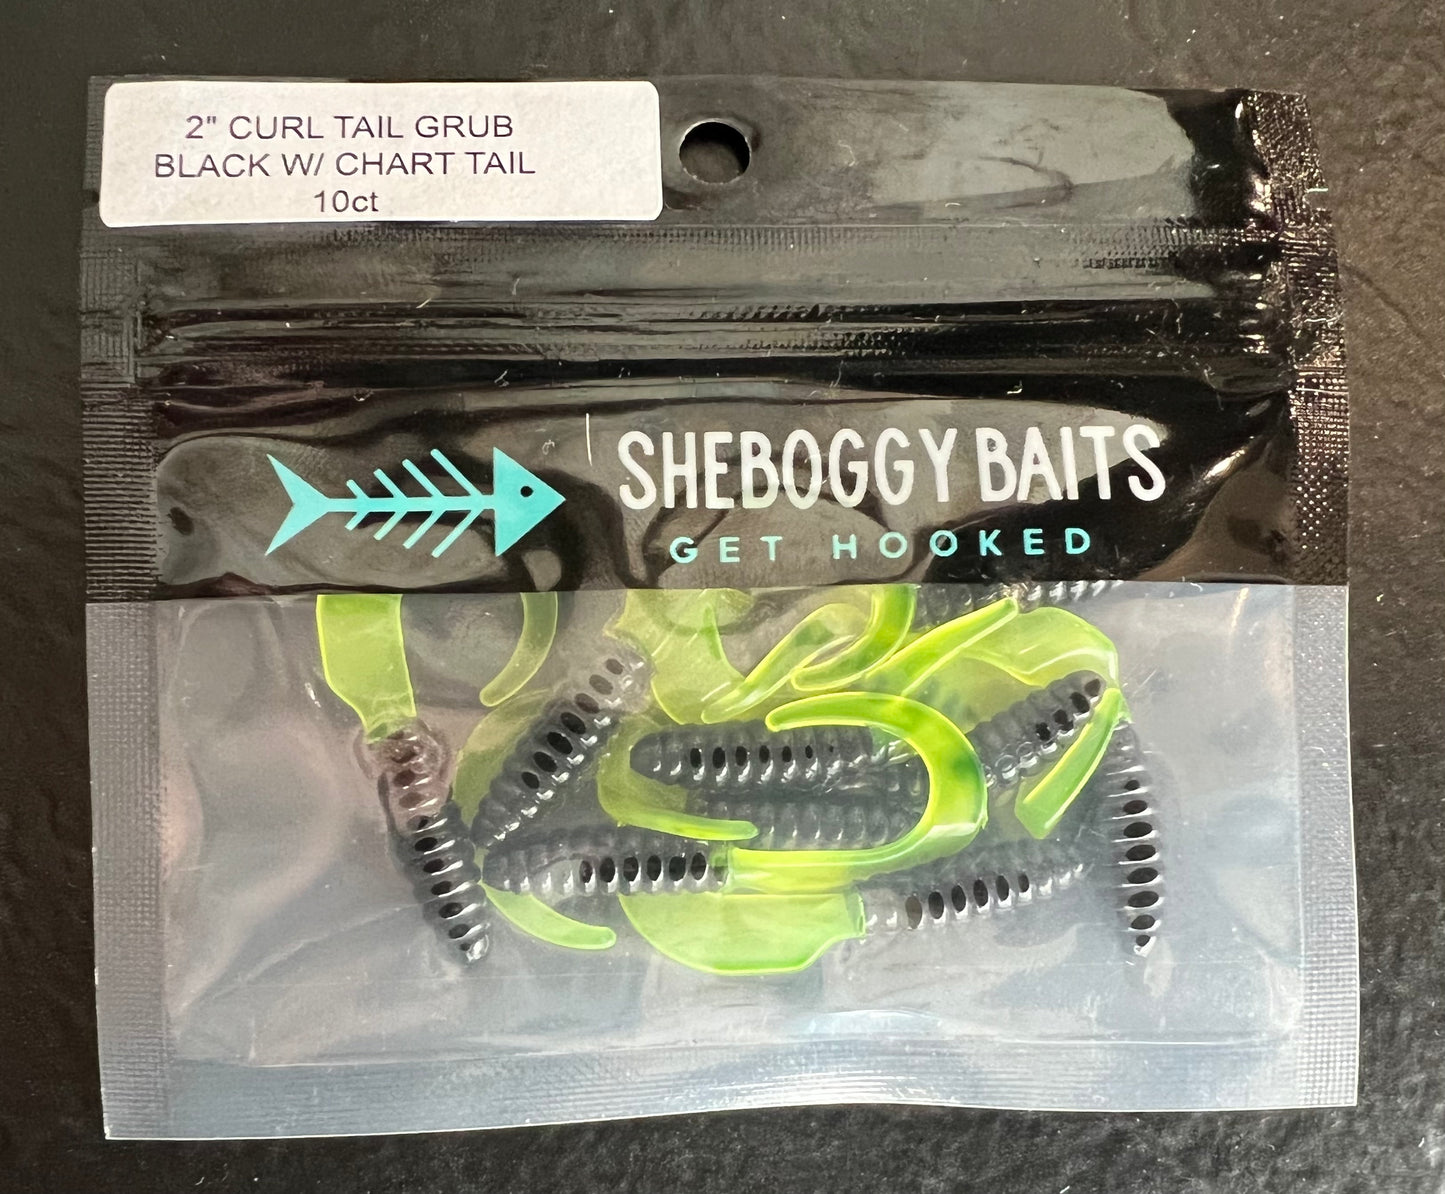 2" CURL TAIL GRUB
BLACK W/ CHART TAIL
10ct
SHEBOGGY BAITS
GET HOOKED